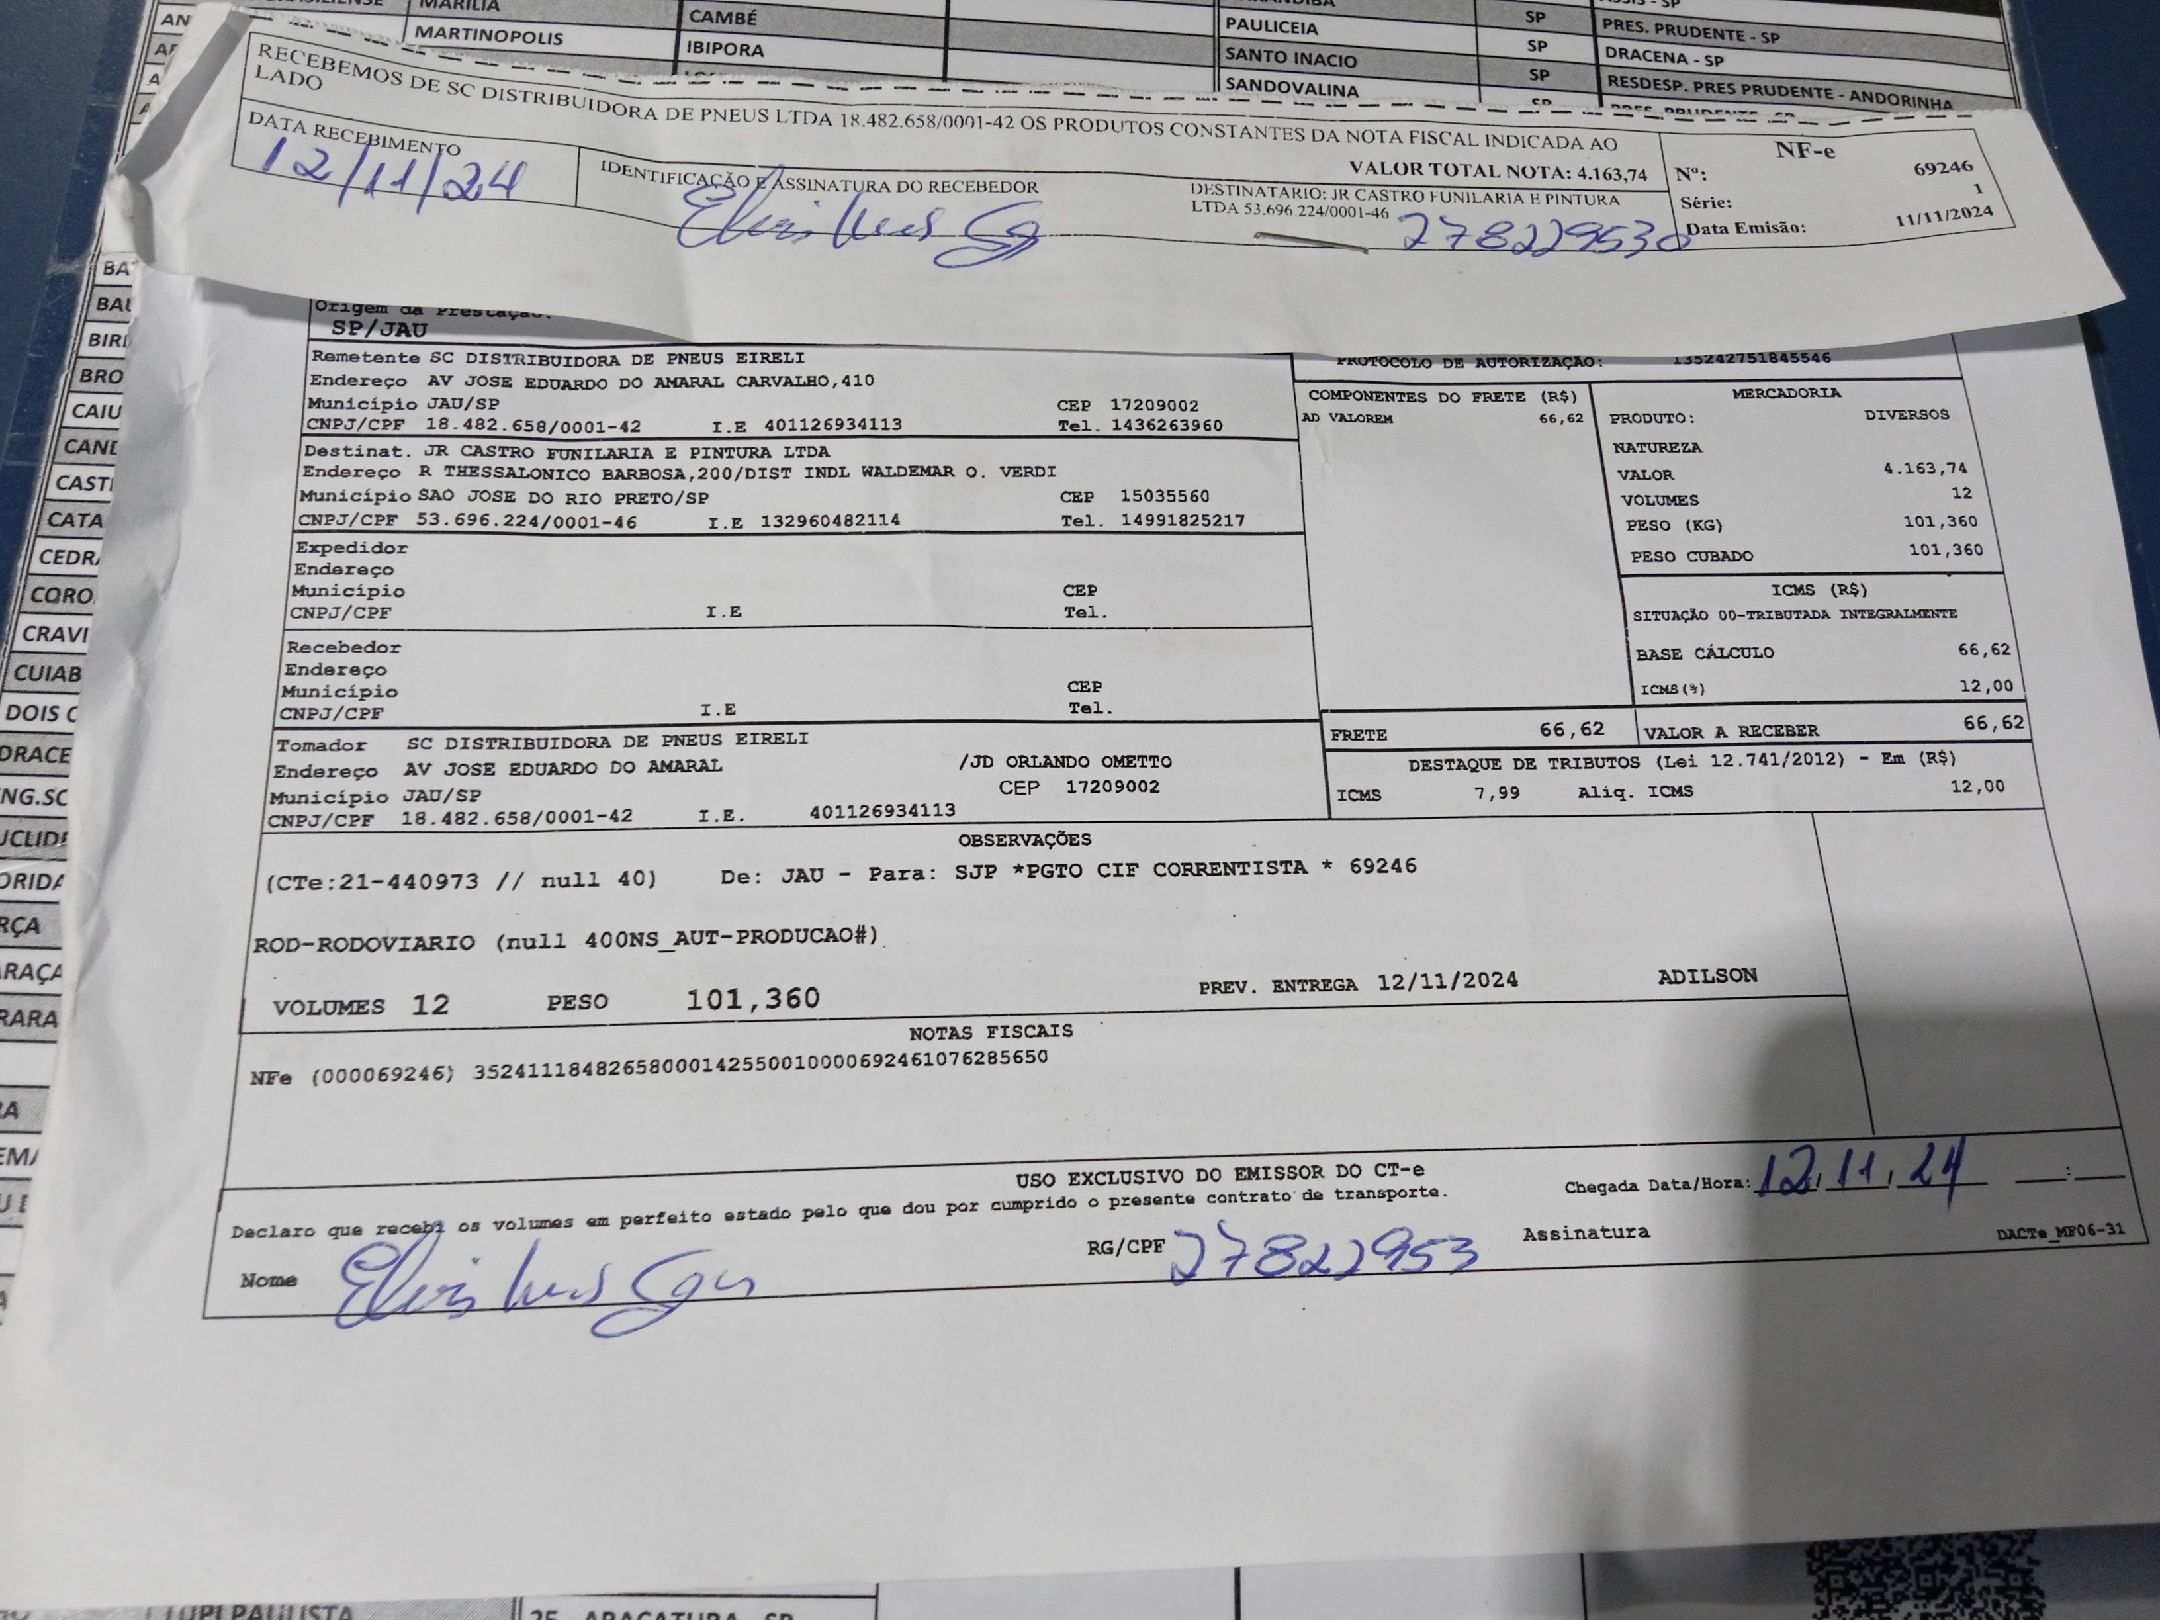 MARILIA
MARTINOPOLIS
CAMBÉ
IBIPORA
PAULICEIA SP PRES. PRUDENTE - SP
SANTO INACIO SP DRACENA - SP
SANDOVALINA SP RESDESP. PRES PRUDENTE - ANDORINHA
RECEBEMOS DE SC DISTRIBUIDORA DE PNEUS LTDA 18.482.658/0001-42 OS PRODUTOS CONSTANTES DA NOTA FISCAL INDICADA AO
LADO
VALOR TOTAL NOTA: 4.163,74
DATA RECEBIMENTO
12/11/24
IDENTIFICAÇÃO E ASSINATURA DO RECEBEDOR
DESTINATARIO: JR CASTRO FUNILARIA E PINTURA
LTDA 53.696.224/0001-46
278229530
NF-e
Nº: 69246
Série: 1
Data Emisão: 11/11/2024
Origem da Prestação:
SP/JAU
Remetente SC DISTRIBUIDORA DE PNEUS EIRELI
Endereço AV JOSE EDUARDO DO AMARAL CARVALHO,410
Município JAU/SP CEP 17209002
CNPJ/CPF 18.482.658/0001-42 I.E 401126934113 Tel. 1436263960
Destinat. JR CASTRO FUNILARIA E PINTURA LTDA
Endereço R THESSALONICO BARBOSA,200/DIST INDL WALDEMAR O. VERDI
Município SAO JOSE DO RIO PRETO/SP CEP 15035560
CNPJ/CPF 53.696.224/0001-46 I.E 132960482114 Tel. 14991825217
Expedidor
Endereço
Município CEP
CNPJ/CPF I.E Tel.
Recebedor
Endereço
Município CEP
CNPJ/CPF I.E Tel.
Tomador SC DISTRIBUIDORA DE PNEUS EIRELI
Endereço AV JOSE EDUARDO DO AMARAL /JD ORLANDO OMETTO
Município JAU/SP CEP 17209002
CNPJ/CPF 18.482.658/0001-42 I.E. 401126934113
PROTOCOLO DE AUTORIZAÇÃO: 135242751845546
COMPONENTES DO FRETE (R$)
AD VALOREM 66,62
MERCADORIA
PRODUTO: DIVERSOS
NATUREZA
VALOR 4.163,74
VOLUMES 12
PESO (KG) 101,360
PESO CUBADO 101,360
ICMS (R$)
SITUAÇÃO 00-TRIBUTADA INTEGRALMENTE
BASE CÁLCULO 66,62
ICMS(%) 12,00
FRETE 66,62 VALOR A RECEBER 66,62
DESTAQUE DE TRIBUTOS (Lei 12.741/2012) - Em (R$)
ICMS 7,99 Aliq. ICMS 12,00
OBSERVAÇÕES
(CTe:21-440973 // null 40) De: JAU - Para: SJP *PGTO CIF CORRENTISTA * 69246
ROD-RODOVIARIO (null 400NS_AUT-PRODUCAO#)
VOLUMES 12 PESO 101,360 PREV. ENTREGA 12/11/2024 ADILSON
NOTAS FISCAIS
NFe (000069246) 35241118482658000142550010000692461076285650
USO EXCLUSIVO DO EMISSOR DO CT-e
Declaro que recebi os volumes em perfeito estado pelo que dou por cumprido o presente contrato de transporte.
Chegada Data/Hora: 12.11.24
Nome
RG/CPF 27822953
Assinatura
DACTe_MF06-31